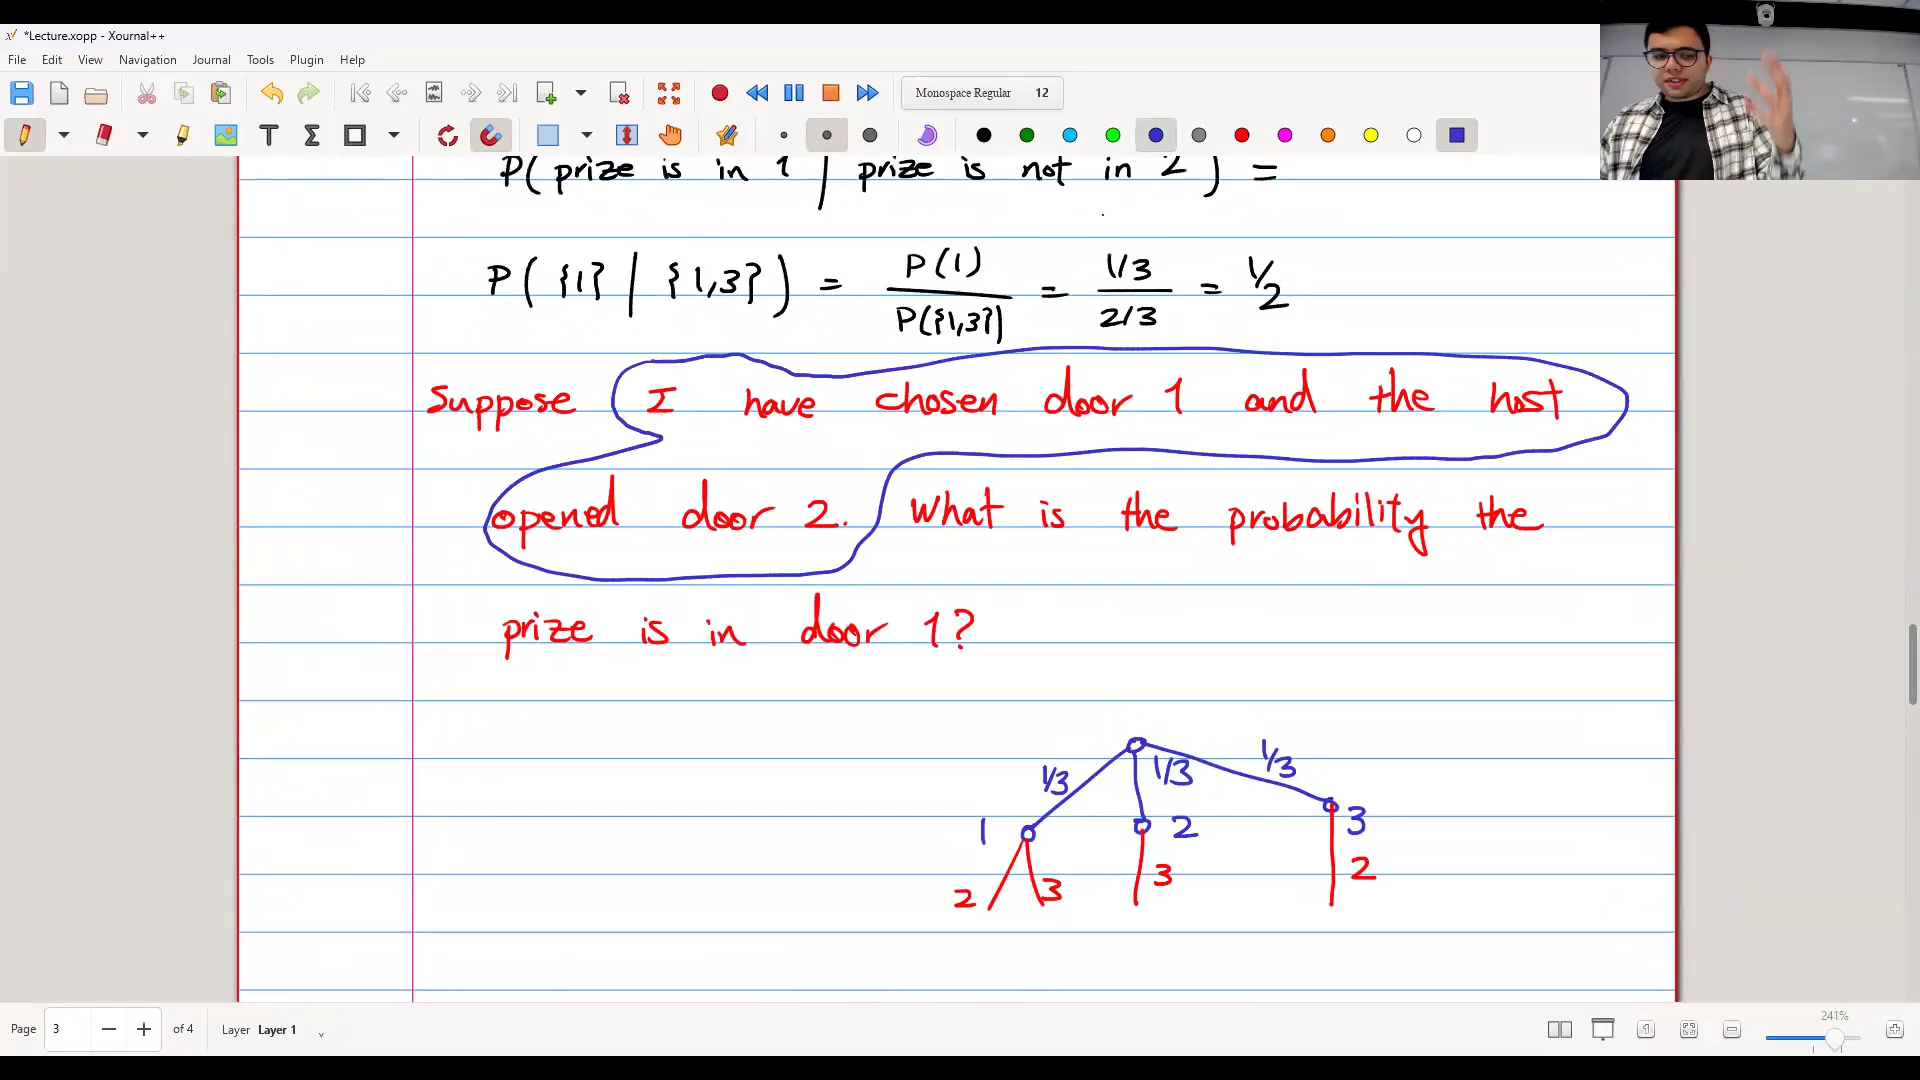 *Lecture.xopp - Xournal++
File Edit View Navigation Journal Tools Plugin Help
Monospace Regular 12
P( prize is in 1 | prize is not in 2 ) =
P( {1} | {1,3} ) = P(1) / P({1,3}) = 1/3 / 2/3 = 1/2
Suppose I have chosen door 1 and the host
opened door 2. What is the probability the
prize is in door 1?
1/3 1/3 1/3
1 2 3
2 3 3 2
Page 3 of 4 Layer Layer 1 241%